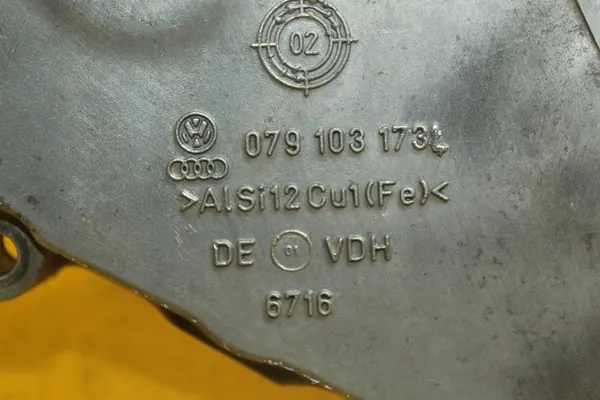 02
079 103 173L
>AlSi12Cu1(Fe)<
DE 01 VDH
6716